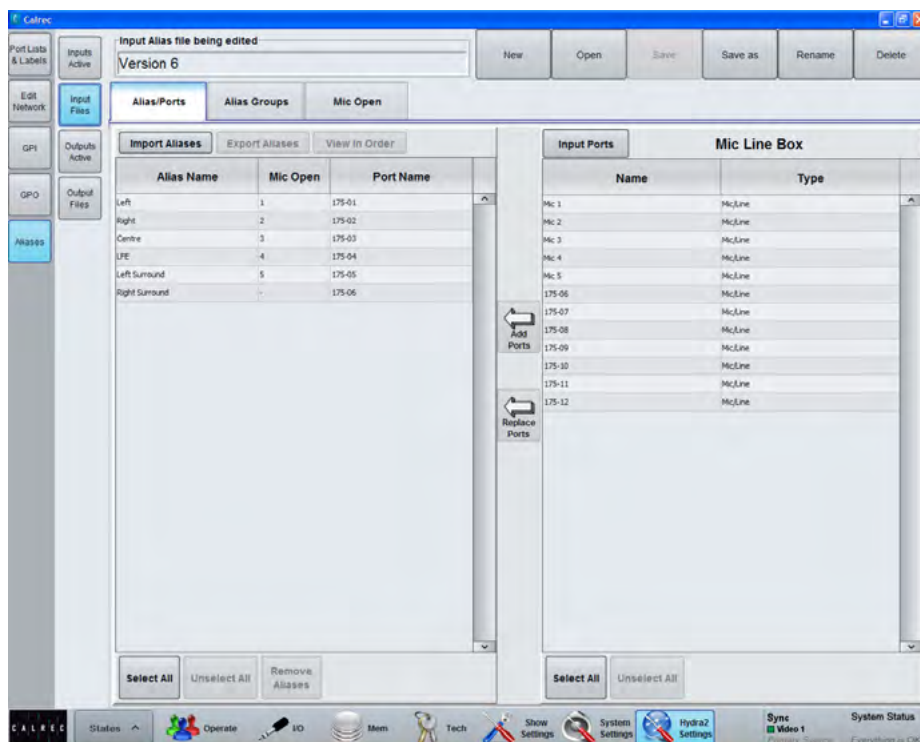 Calrec
Port Lists & Labels
Edit Network
GPI
GPO
Aliases
Inputs Active
Input Files
Outputs Active
Output Files
Input Alias file being edited
Version 6
New
Open
Save
Save as
Rename
Delete
Alias/Ports
Alias Groups
Mic Open
Import Aliases
Export Aliases
View In Order
Alias Name Mic Open Port Name
Left 1 175-01
Right 2 175-02
Centre 3 175-03
LFE 4 175-04
Left Surround 5 175-05
Right Surround - 175-06
Select All
Unselect All
Remove Aliases
Add Ports
Replace Ports
Input Ports
Mic Line Box
Name Type
Mic 1 Mic/Line
Mic 2 Mic/Line
Mic 3 Mic/Line
Mic 4 Mic/Line
Mic 5 Mic/Line
175-06 Mic/Line
175-07 Mic/Line
175-08 Mic/Line
175-09 Mic/Line
175-10 Mic/Line
175-11 Mic/Line
175-12 Mic/Line
Select All
Unselect All
CALREC
States
Operate
I/O
Mem
Tech
Show Settings
System Settings
Hydra2 Settings
Sync
Video 1
System Status